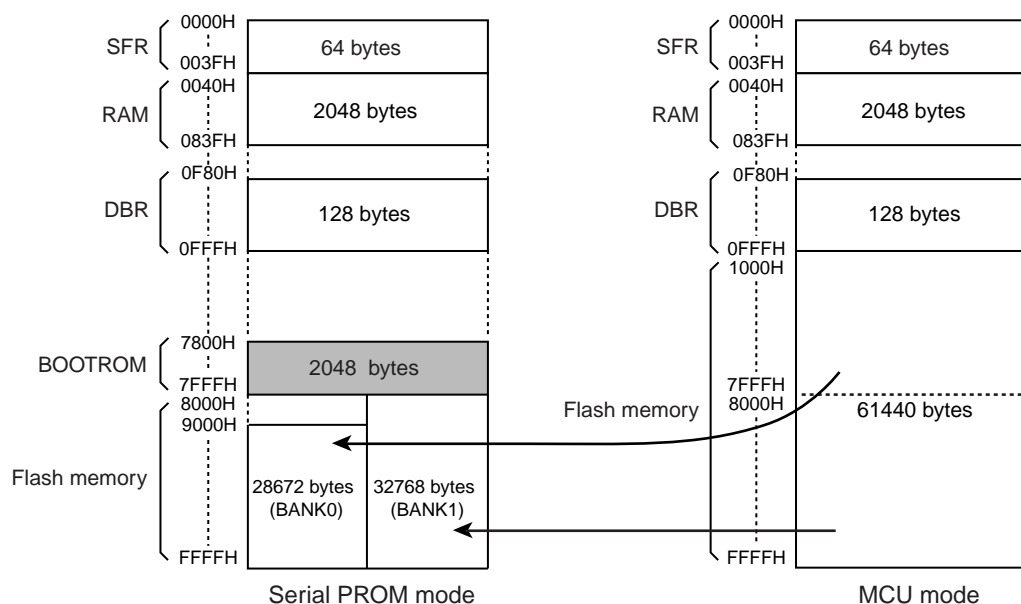 SFR
0000H
64 bytes
003FH
RAM
0040H
2048 bytes
083FH
DBR
0F80H
128 bytes
0FFFH
BOOTROM
7800H
2048 bytes
7FFFH
Flash memory
8000H
9000H
28672 bytes
(BANK0)
32768 bytes
(BANK1)
FFFFH
Serial PROM mode
SFR
0000H
64 bytes
003FH
RAM
0040H
2048 bytes
083FH
DBR
0F80H
128 bytes
0FFFH
Flash memory
1000H
7FFFH
8000H
61440 bytes
FFFFH
MCU mode